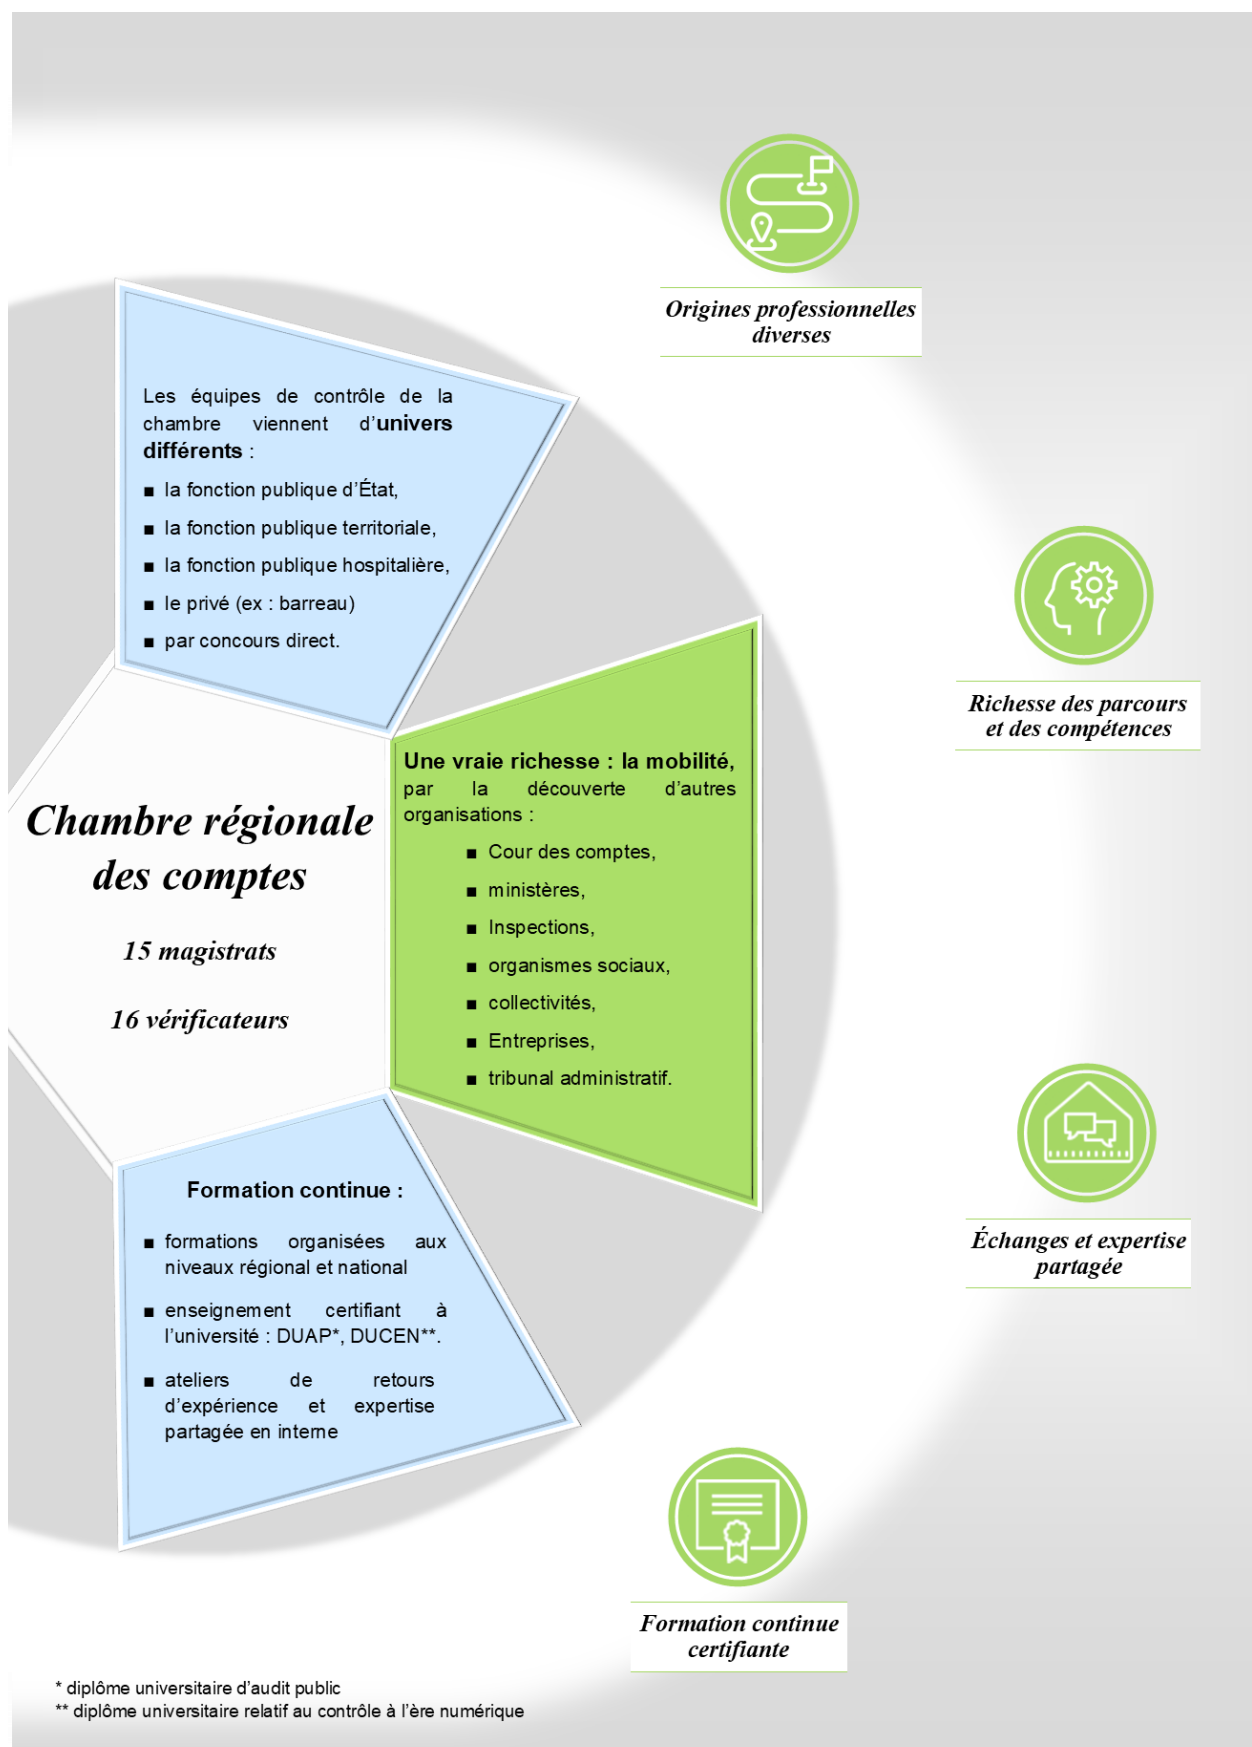 Origines professionnelles
diverses
Les équipes de contrôle de la
chambre viennent d’univers
différents :
■ la fonction publique d’État,
■ la fonction publique territoriale,
■ la fonction publique hospitalière,
■ le privé (ex : barreau)
■ par concours direct.
Richesse des parcours
et des compétences
Une vraie richesse : la mobilité,
par la découverte d’autres
organisations :
■ Cour des comptes,
■ ministères,
■ Inspections,
■ organismes sociaux,
■ collectivités,
■ Entreprises,
■ tribunal administratif.
Chambre régionale
des comptes
15 magistrats
16 vérificateurs
Échanges et expertise
partagée
Formation continue :
■ formations organisées aux
niveaux régional et national
■ enseignement certifiant à
l’université : DUAP*, DUCEN**.
■ ateliers de retours
d’expérience et expertise
partagée en interne
Formation continue
certifiante
* diplôme universitaire d’audit public
** diplôme universitaire relatif au contrôle à l’ère numérique